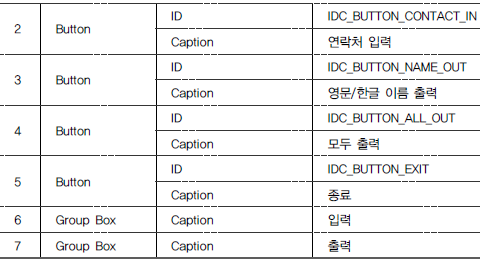 2 Button ID IDC_BUTTON_CONTACT_IN
Caption 연락처 입력
3 Button ID IDC_BUTTON_NAME_OUT
Caption 영문/한글 이름 출력
4 Button ID IDC_BUTTON_ALL_OUT
Caption 모두 출력
5 Button ID IDC_BUTTON_EXIT
Caption 종료
6 Group Box Caption 입력
7 Group Box Caption 출력